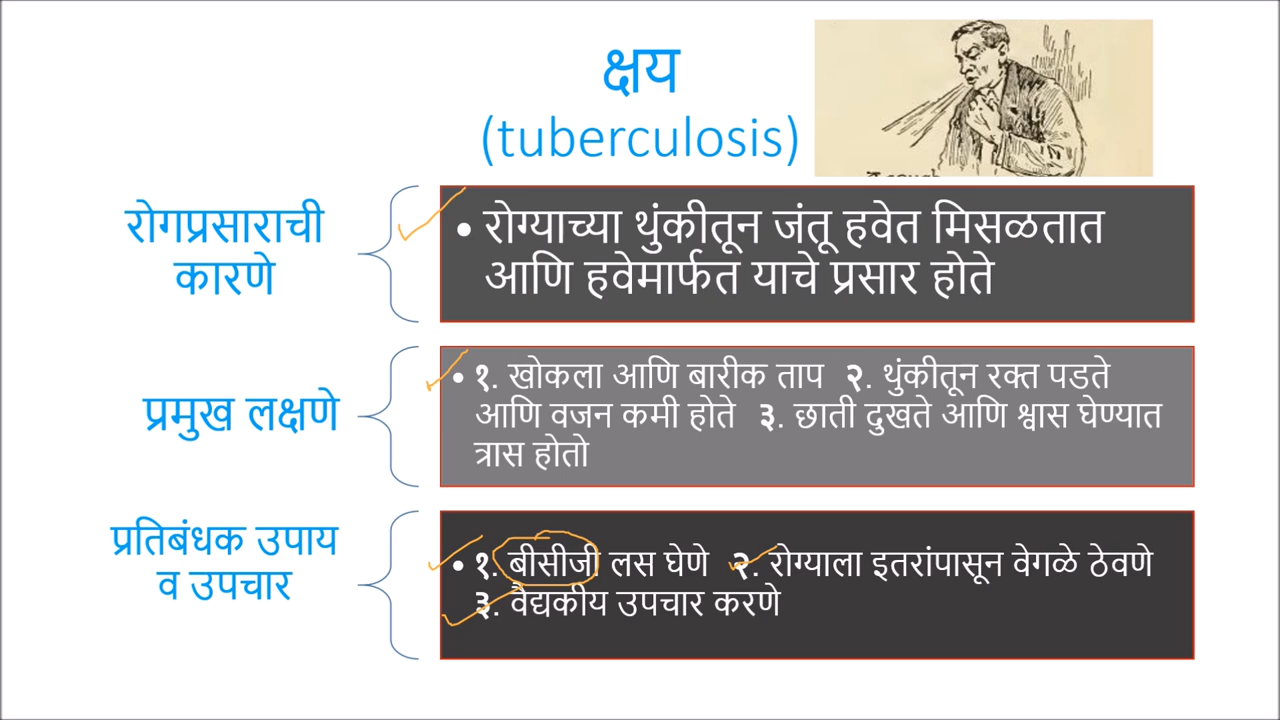 क्षय
(tuberculosis)
रोगप्रसाराची
कारणे
• रोग्याच्या थुंकीतून जंतू हवेत मिसळतात
आणि हवेमार्फत याचे प्रसार होते
प्रमुख लक्षणे
• १. खोकला आणि बारीक ताप २. थुंकीतून रक्त पडते
आणि वजन कमी होते ३. छाती दुखते आणि श्वास घेण्यात
त्रास होतो
प्रतिबंधक उपाय
व उपचार
• १. बीसीजी लस घेणे २. रोग्याला इतरांपासून वेगळे ठेवणे
३. वैद्यकीय उपचार करणे